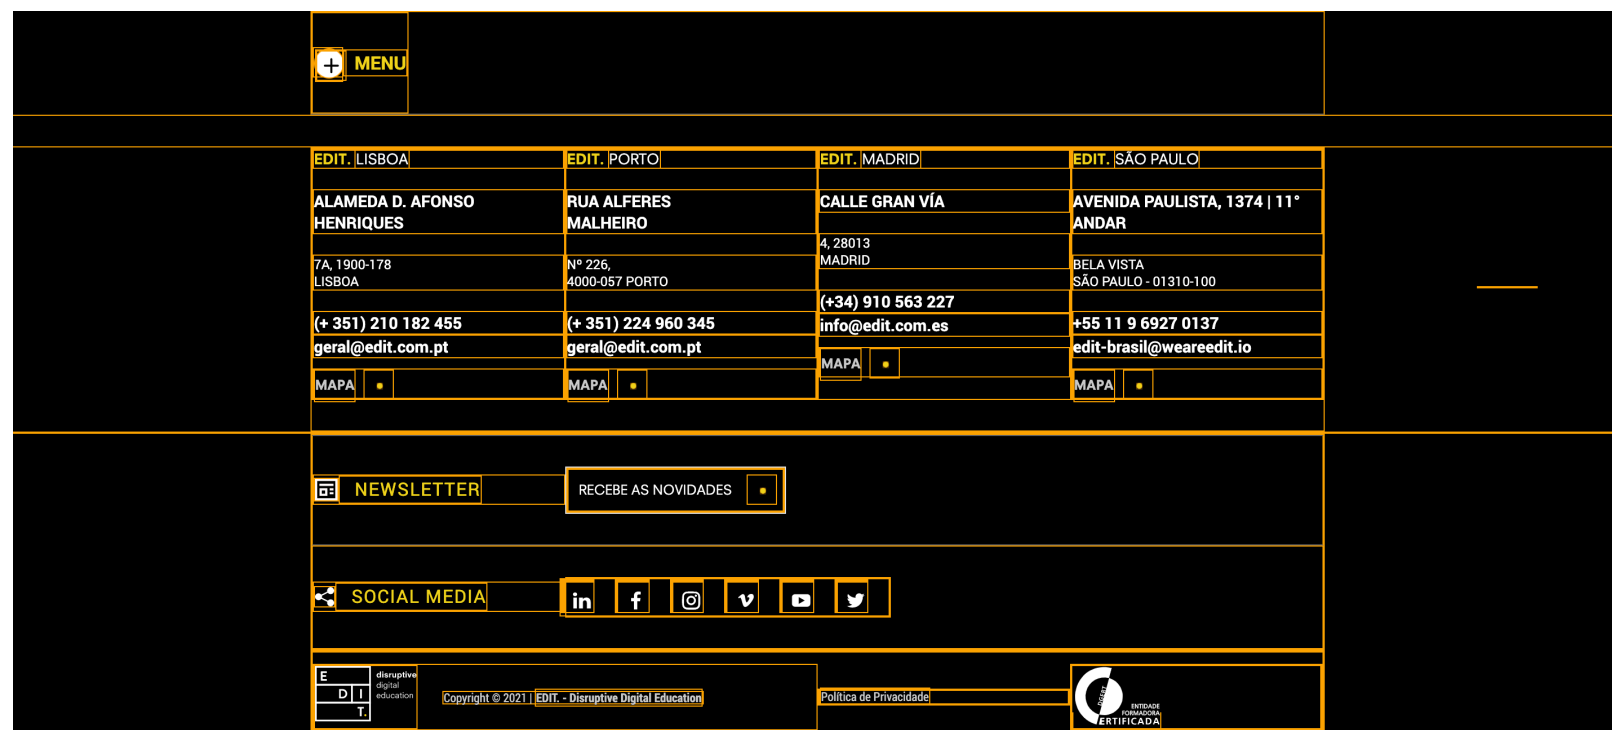 MENU
EDIT. LISBOA
ALAMEDA D. AFONSO
HENRIQUES
7A, 1900-178
LISBOA
(+ 351) 210 182 455
geral@edit.com.pt
MAPA
EDIT. PORTO
RUA ALFERES
MALHEIRO
Nº 226,
4000-057 PORTO
(+ 351) 224 960 345
geral@edit.com.pt
MAPA
EDIT. MADRID
CALLE GRAN VÍA
4, 28013
MADRID
(+34) 910 563 227
info@edit.com.es
MAPA
EDIT. SÃO PAULO
AVENIDA PAULISTA, 1374 | 11°
ANDAR
BELA VISTA
SÃO PAULO - 01310-100
+55 11 9 6927 0137
edit-brasil@weareedit.io
MAPA
NEWSLETTER
RECEBE AS NOVIDADES
SOCIAL MEDIA
in f v
E
D I
T.
disruptive
digital
education
Copyright © 2021 | EDIT. - Disruptive Digital Education
Política de Privacidade
DGERT
ENTIDADE
FORMADORA
CERTIFICADA